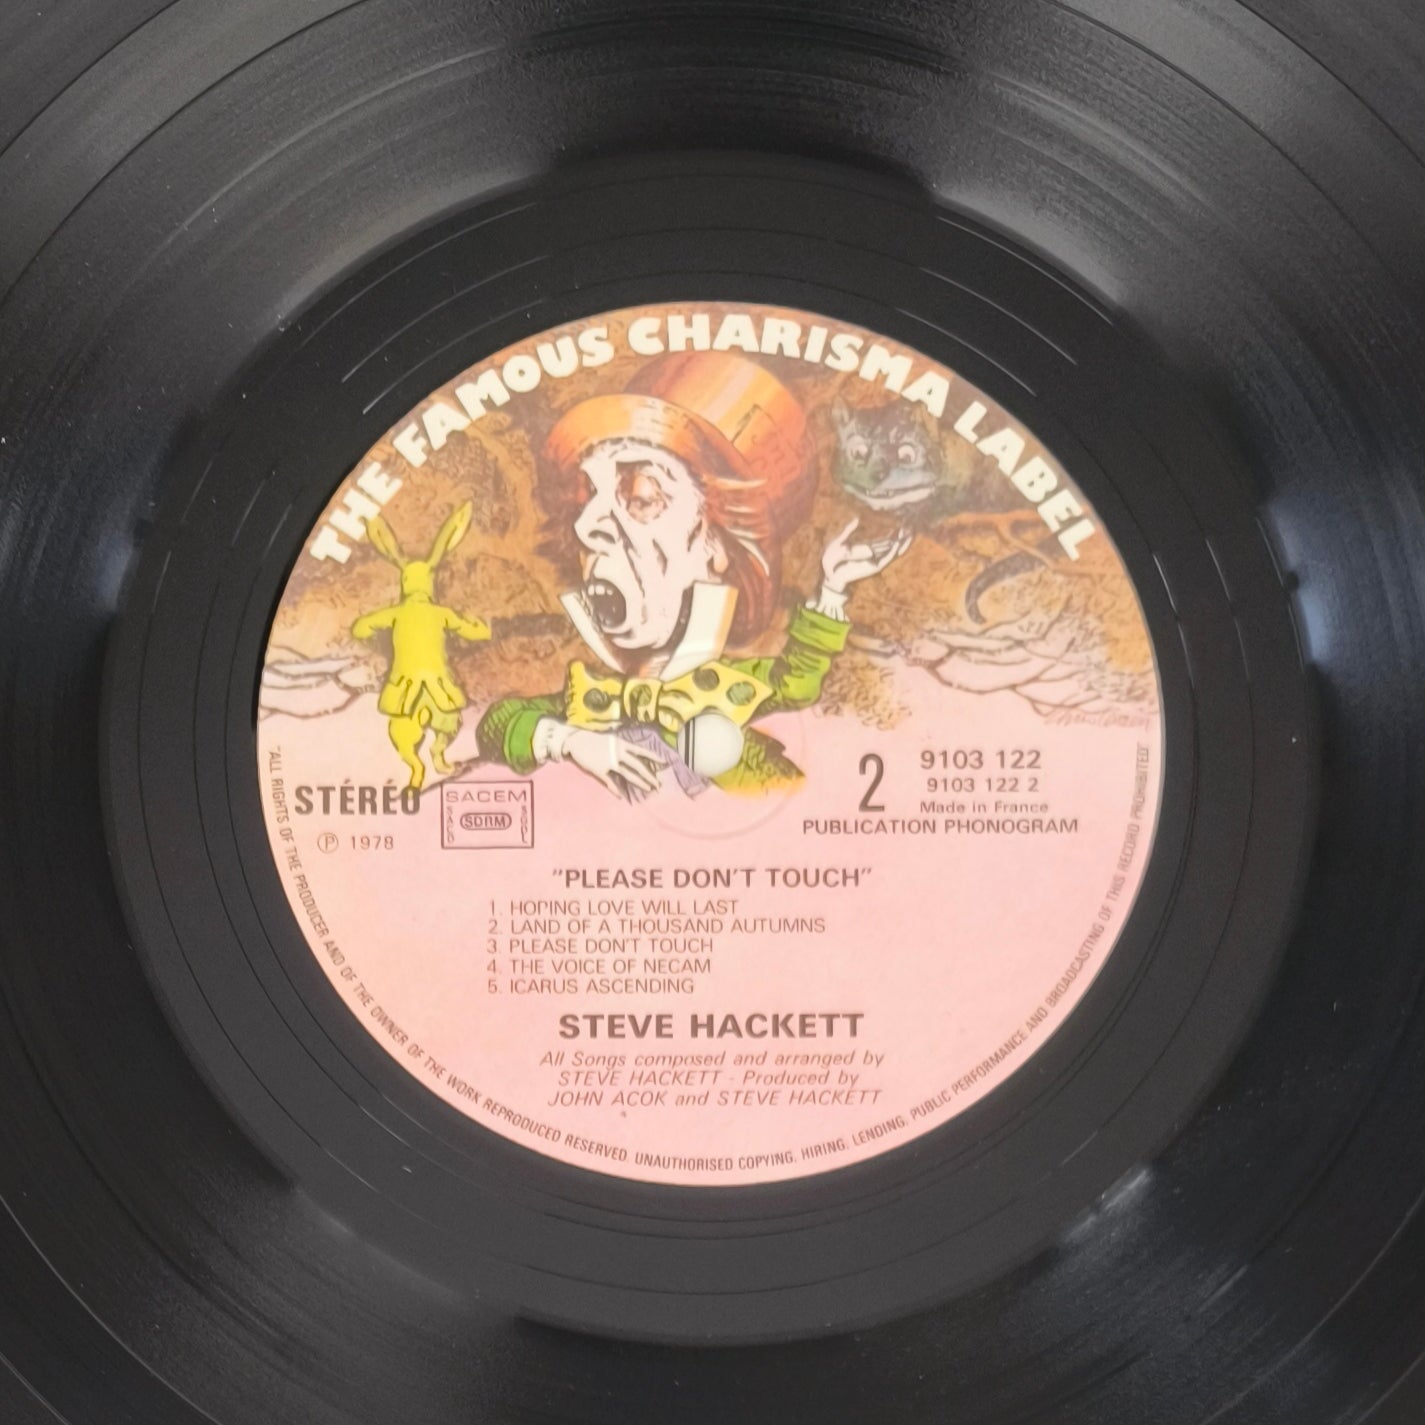 THE FAMOUS CHARISMA LABEL
STÉRÉO
℗ 1978
SACEM
SACD SDRM SGDL
2
9103 122
9103 122 2
Made in France
PUBLICATION PHONOGRAM
"PLEASE DON'T TOUCH"
1. HOPING LOVE WILL LAST
2. LAND OF A THOUSAND AUTUMNS
3. PLEASE DON'T TOUCH
4. THE VOICE OF NECAM
5. ICARUS ASCENDING
STEVE HACKETT
All Songs composed and arranged by
STEVE HACKETT - Produced by
JOHN ACOK and STEVE HACKETT
"ALL RIGHTS OF THE PRODUCER AND OF THE OWNER OF THE WORK REPRODUCED RESERVED. UNAUTHORISED COPYING. HIRING. LENDING. PUBLIC PERFORMANCE AND BROADCASTING OF THIS RECORD PROHIBITED"